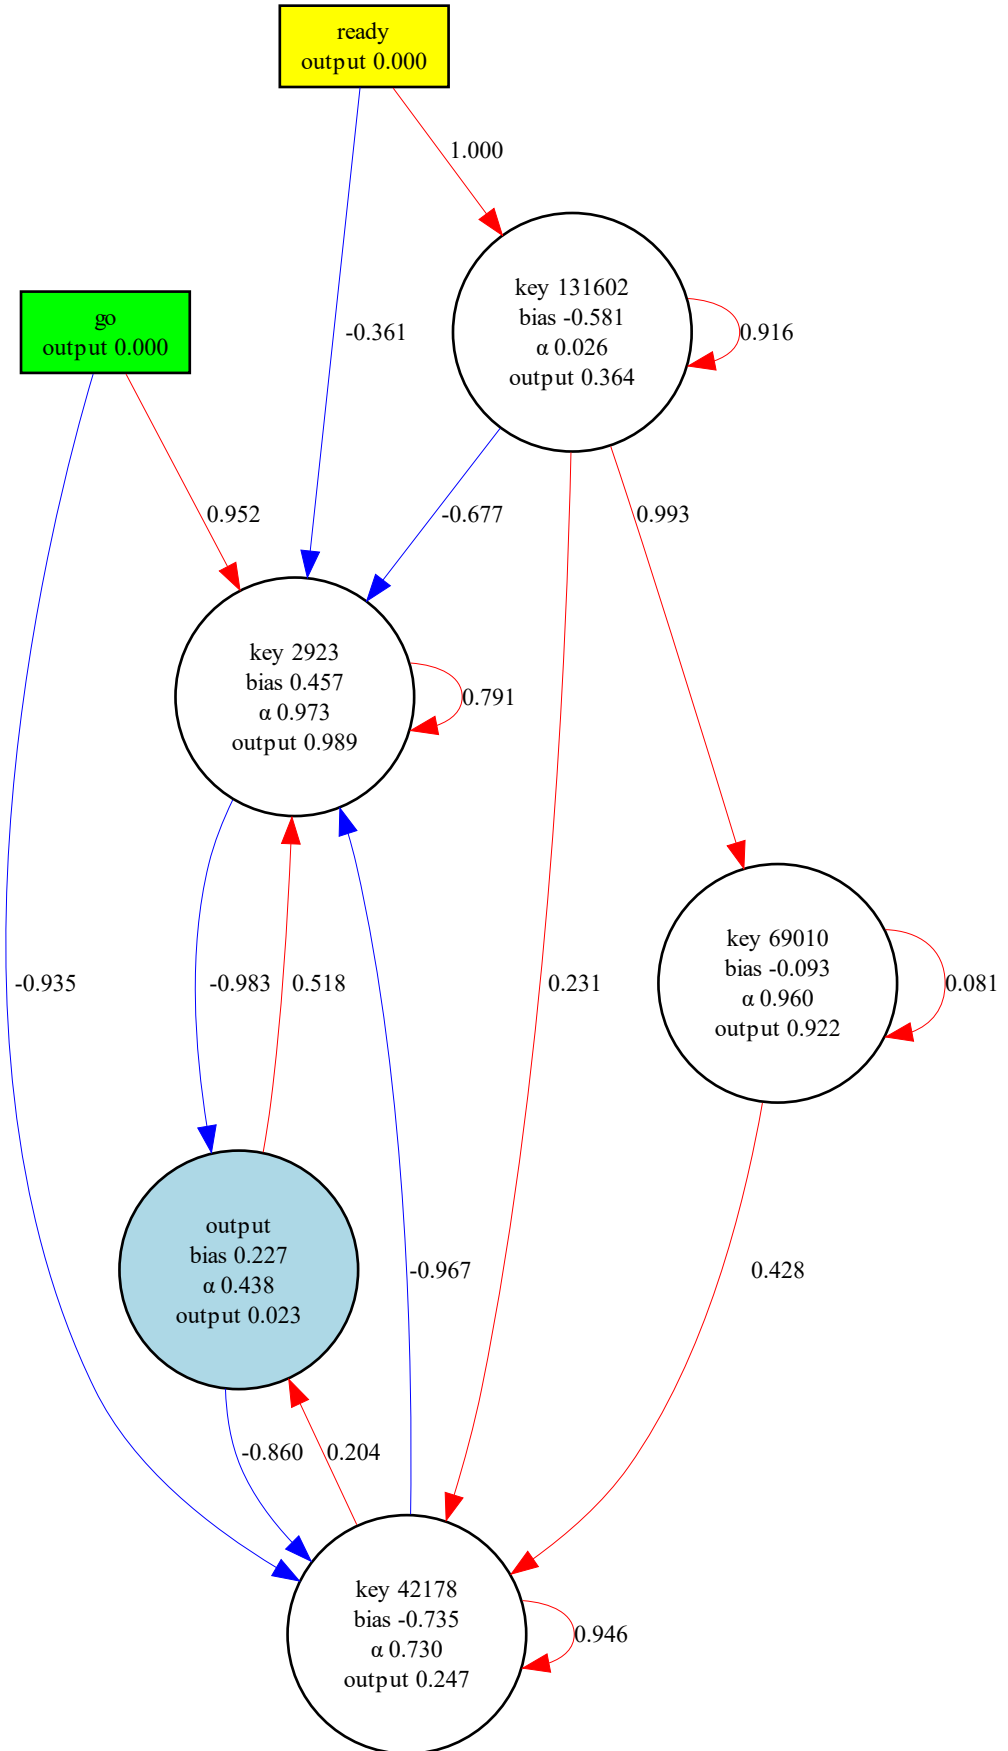 ready
output 0.000
1.000
key 131602
bias -0.581
α 0.026
output 0.364
0.916
go
output 0.000
-0.361
0.952
-0.677
0.993
key 2923
bias 0.457
α 0.973
output 0.989
0.791
key 69010
bias -0.093
α 0.960
output 0.922
0.081
-0.935
-0.983
0.518
0.231
output
bias 0.227
α 0.438
output 0.023
-0.967
0.428
-0.860
0.204
key 42178
bias -0.735
α 0.730
output 0.247
0.946